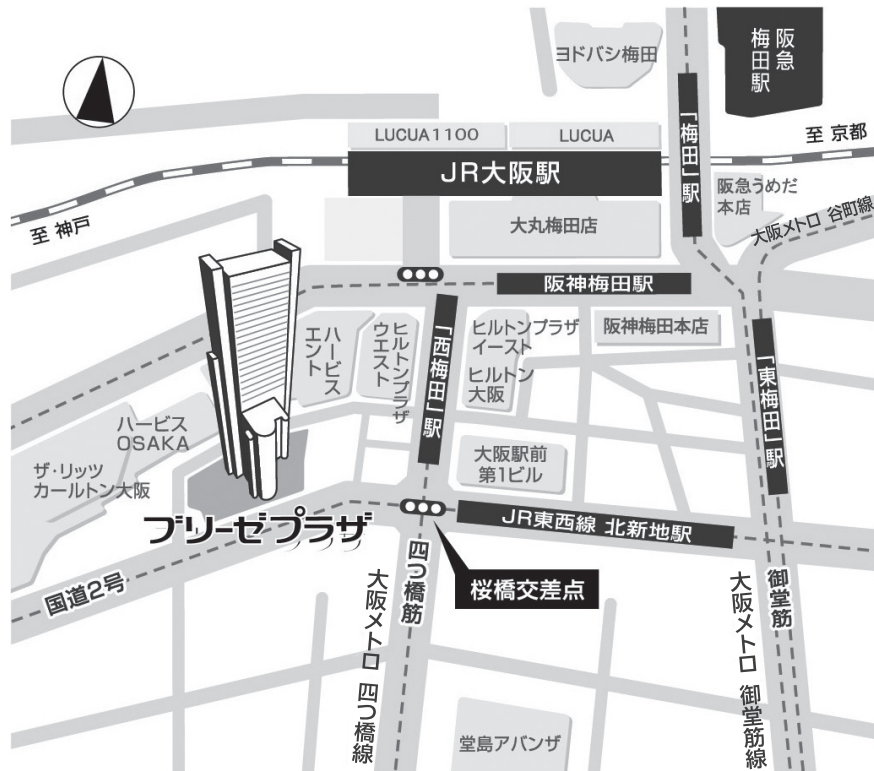 ヨドバシ梅田
阪急
梅田駅
LUCUA1100
LUCUA
「梅田」駅
至 京都
JR大阪駅
阪急うめだ
本店
至 神戸
大丸梅田店
大阪メトロ 谷町線
阪神梅田駅
ハービス
エント
ヒルトンプラザ
ウエスト
「西梅田」駅
ヒルトンプラザ
イースト
ヒルトン
大阪
阪神梅田本店
「東梅田」駅
ハービス
OSAKA
ザ・リッツ
カールトン大阪
大阪駅前
第1ビル
ブリーゼプラザ
JR東西線 北新地駅
国道2号
四つ橋筋
桜橋交差点
大阪メトロ 四つ橋線
御堂筋
大阪メトロ 御堂筋線
堂島アバンザ